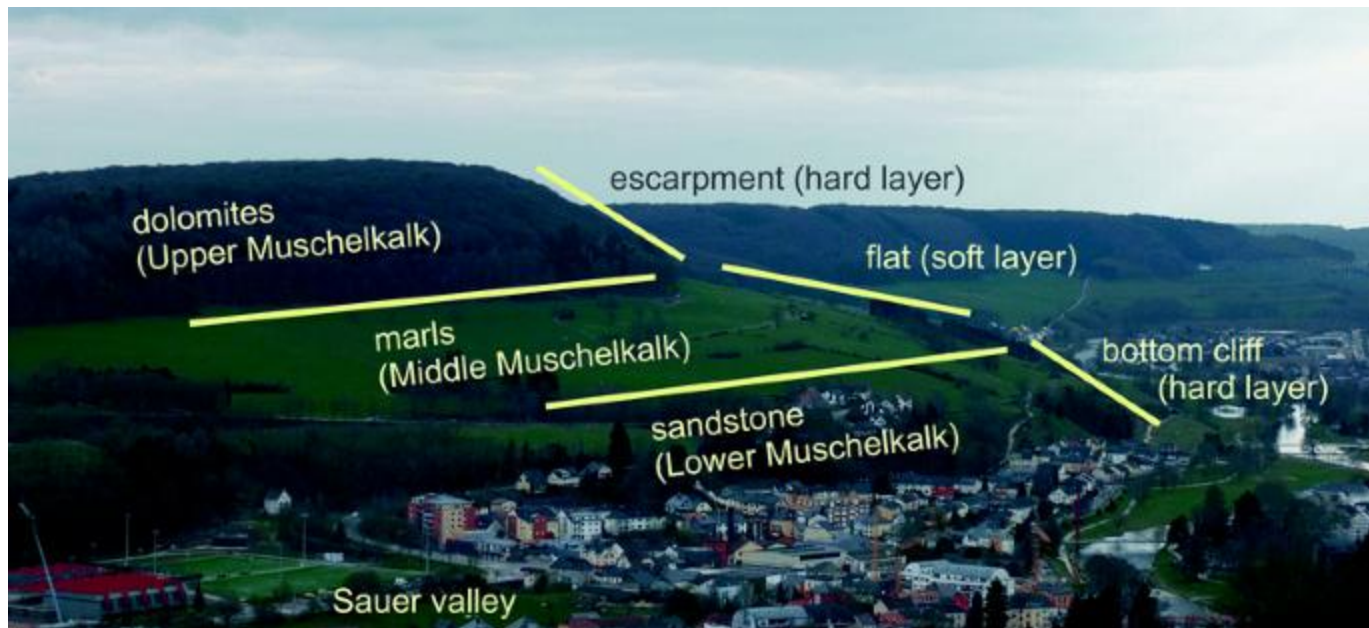 escarpment (hard layer)
dolomites
(Upper Muschelkalk)
flat (soft layer)
marls
(Middle Muschelkalk)
bottom cliff
(hard layer)
sandstone
(Lower Muschelkalk)
Sauer valley